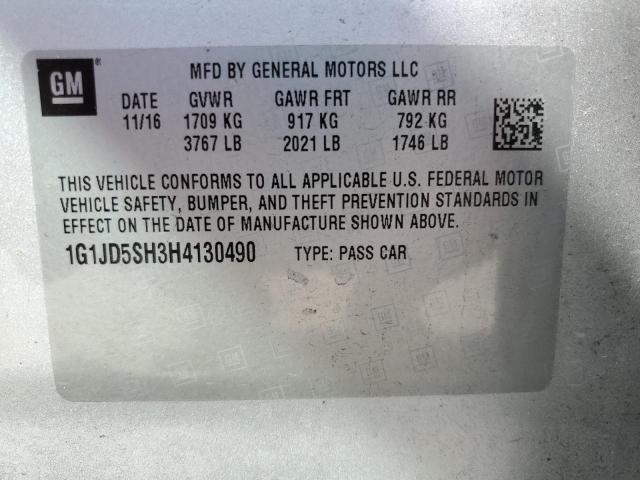 GM®
MFD BY GENERAL MOTORS LLC
DATE GVWR GAWR FRT GAWR RR
11/16 1709 KG 917 KG 792 KG
3767 LB 2021 LB 1746 LB
THIS VEHICLE CONFORMS TO ALL APPLICABLE U.S. FEDERAL MOTOR
VEHICLE SAFETY, BUMPER, AND THEFT PREVENTION STANDARDS IN
EFFECT ON THE DATE OF MANUFACTURE SHOWN ABOVE.
1G1JD5SH3H4130490 TYPE: PASS CAR